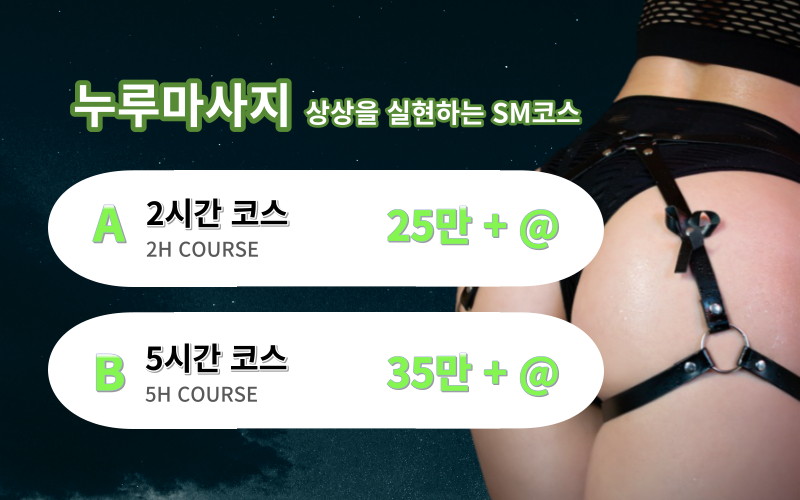 누루마사지 상상을 실현하는 SM코스
A 2시간 코스 25만 + @
2H COURSE
B 5시간 코스 35만 + @
5H COURSE